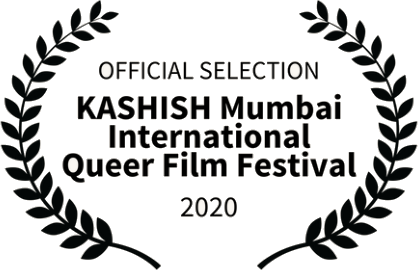 OFFICIAL SELECTION
KASHISH Mumbai
International
Queer Film Festival
2020